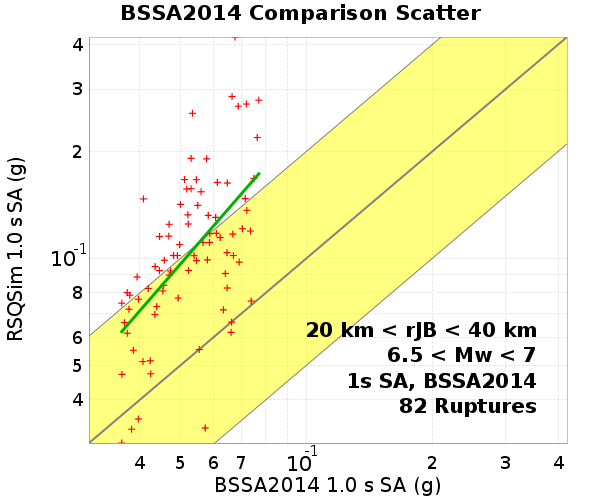 BSSA2014 Comparison Scatter
RSQSim 1.0 s SA (g)
4
3
2
10^-1
8
6
5
4
20 km < rJB < 40 km
6.5 < Mw < 7
1s SA, BSSA2014
82 Ruptures
4 5 6 7 10^-1 2 3 4
BSSA2014 1.0 s SA (g)